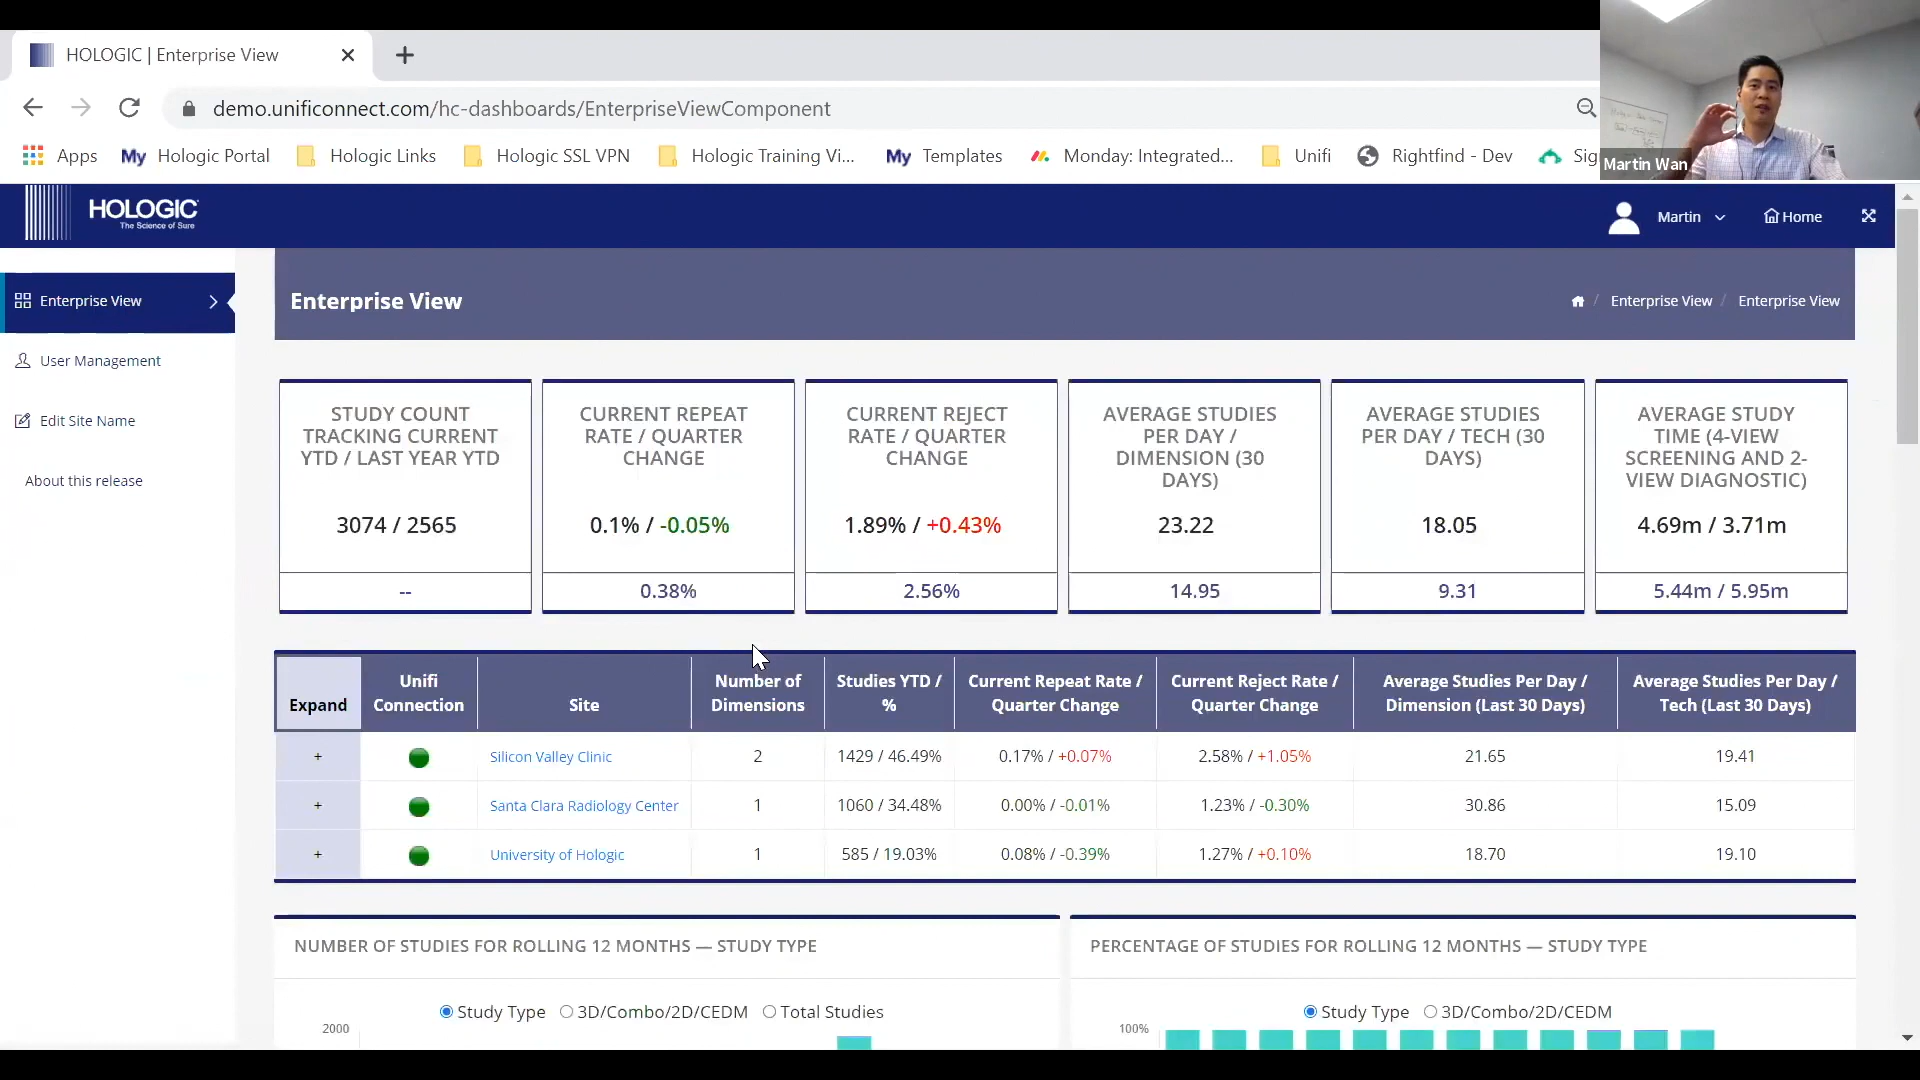 HOLOGIC | Enterprise View
demo.unificonnect.com/hc-dashboards/EnterpriseViewComponent
Apps
My Hologic Portal
Hologic Links
Hologic SSL VPN
Hologic Training Vi...
My Templates
Monday: Integrated...
Unifi
Rightfind - Dev
Sig
Martin Wan
HOLOGIC
The Science of Sure
Martin
Home
Enterprise View
User Management
Edit Site Name
About this release
Enterprise View
/ Enterprise View / Enterprise View
STUDY COUNT
TRACKING CURRENT
YTD / LAST YEAR YTD
3074 / 2565
--
CURRENT REPEAT
RATE / QUARTER
CHANGE
0.1% / -0.05%
0.38%
CURRENT REJECT
RATE / QUARTER
CHANGE
1.89% / +0.43%
2.56%
AVERAGE STUDIES
PER DAY /
DIMENSION (30
DAYS)
23.22
14.95
AVERAGE STUDIES
PER DAY / TECH (30
DAYS)
18.05
9.31
AVERAGE STUDY
TIME (4-VIEW
SCREENING AND 2-
VIEW DIAGNOSTIC)
4.69m / 3.71m
5.44m / 5.95m
Expand
Unifi
Connection
Site
Number of
Dimensions
Studies YTD /
%
Current Repeat Rate /
Quarter Change
Current Reject Rate /
Quarter Change
Average Studies Per Day /
Dimension (Last 30 Days)
Average Studies Per Day /
Tech (Last 30 Days)
+ Silicon Valley Clinic 2 1429 / 46.49% 0.17% / +0.07% 2.58% / +1.05% 21.65 19.41
+ Santa Clara Radiology Center 1 1060 / 34.48% 0.00% / -0.01% 1.23% / -0.30% 30.86 15.09
+ University of Hologic 1 585 / 19.03% 0.08% / -0.39% 1.27% / +0.10% 18.70 19.10
NUMBER OF STUDIES FOR ROLLING 12 MONTHS — STUDY TYPE
Study Type 3D/Combo/2D/CEDM Total Studies
2000
PERCENTAGE OF STUDIES FOR ROLLING 12 MONTHS — STUDY TYPE
Study Type 3D/Combo/2D/CEDM
100%